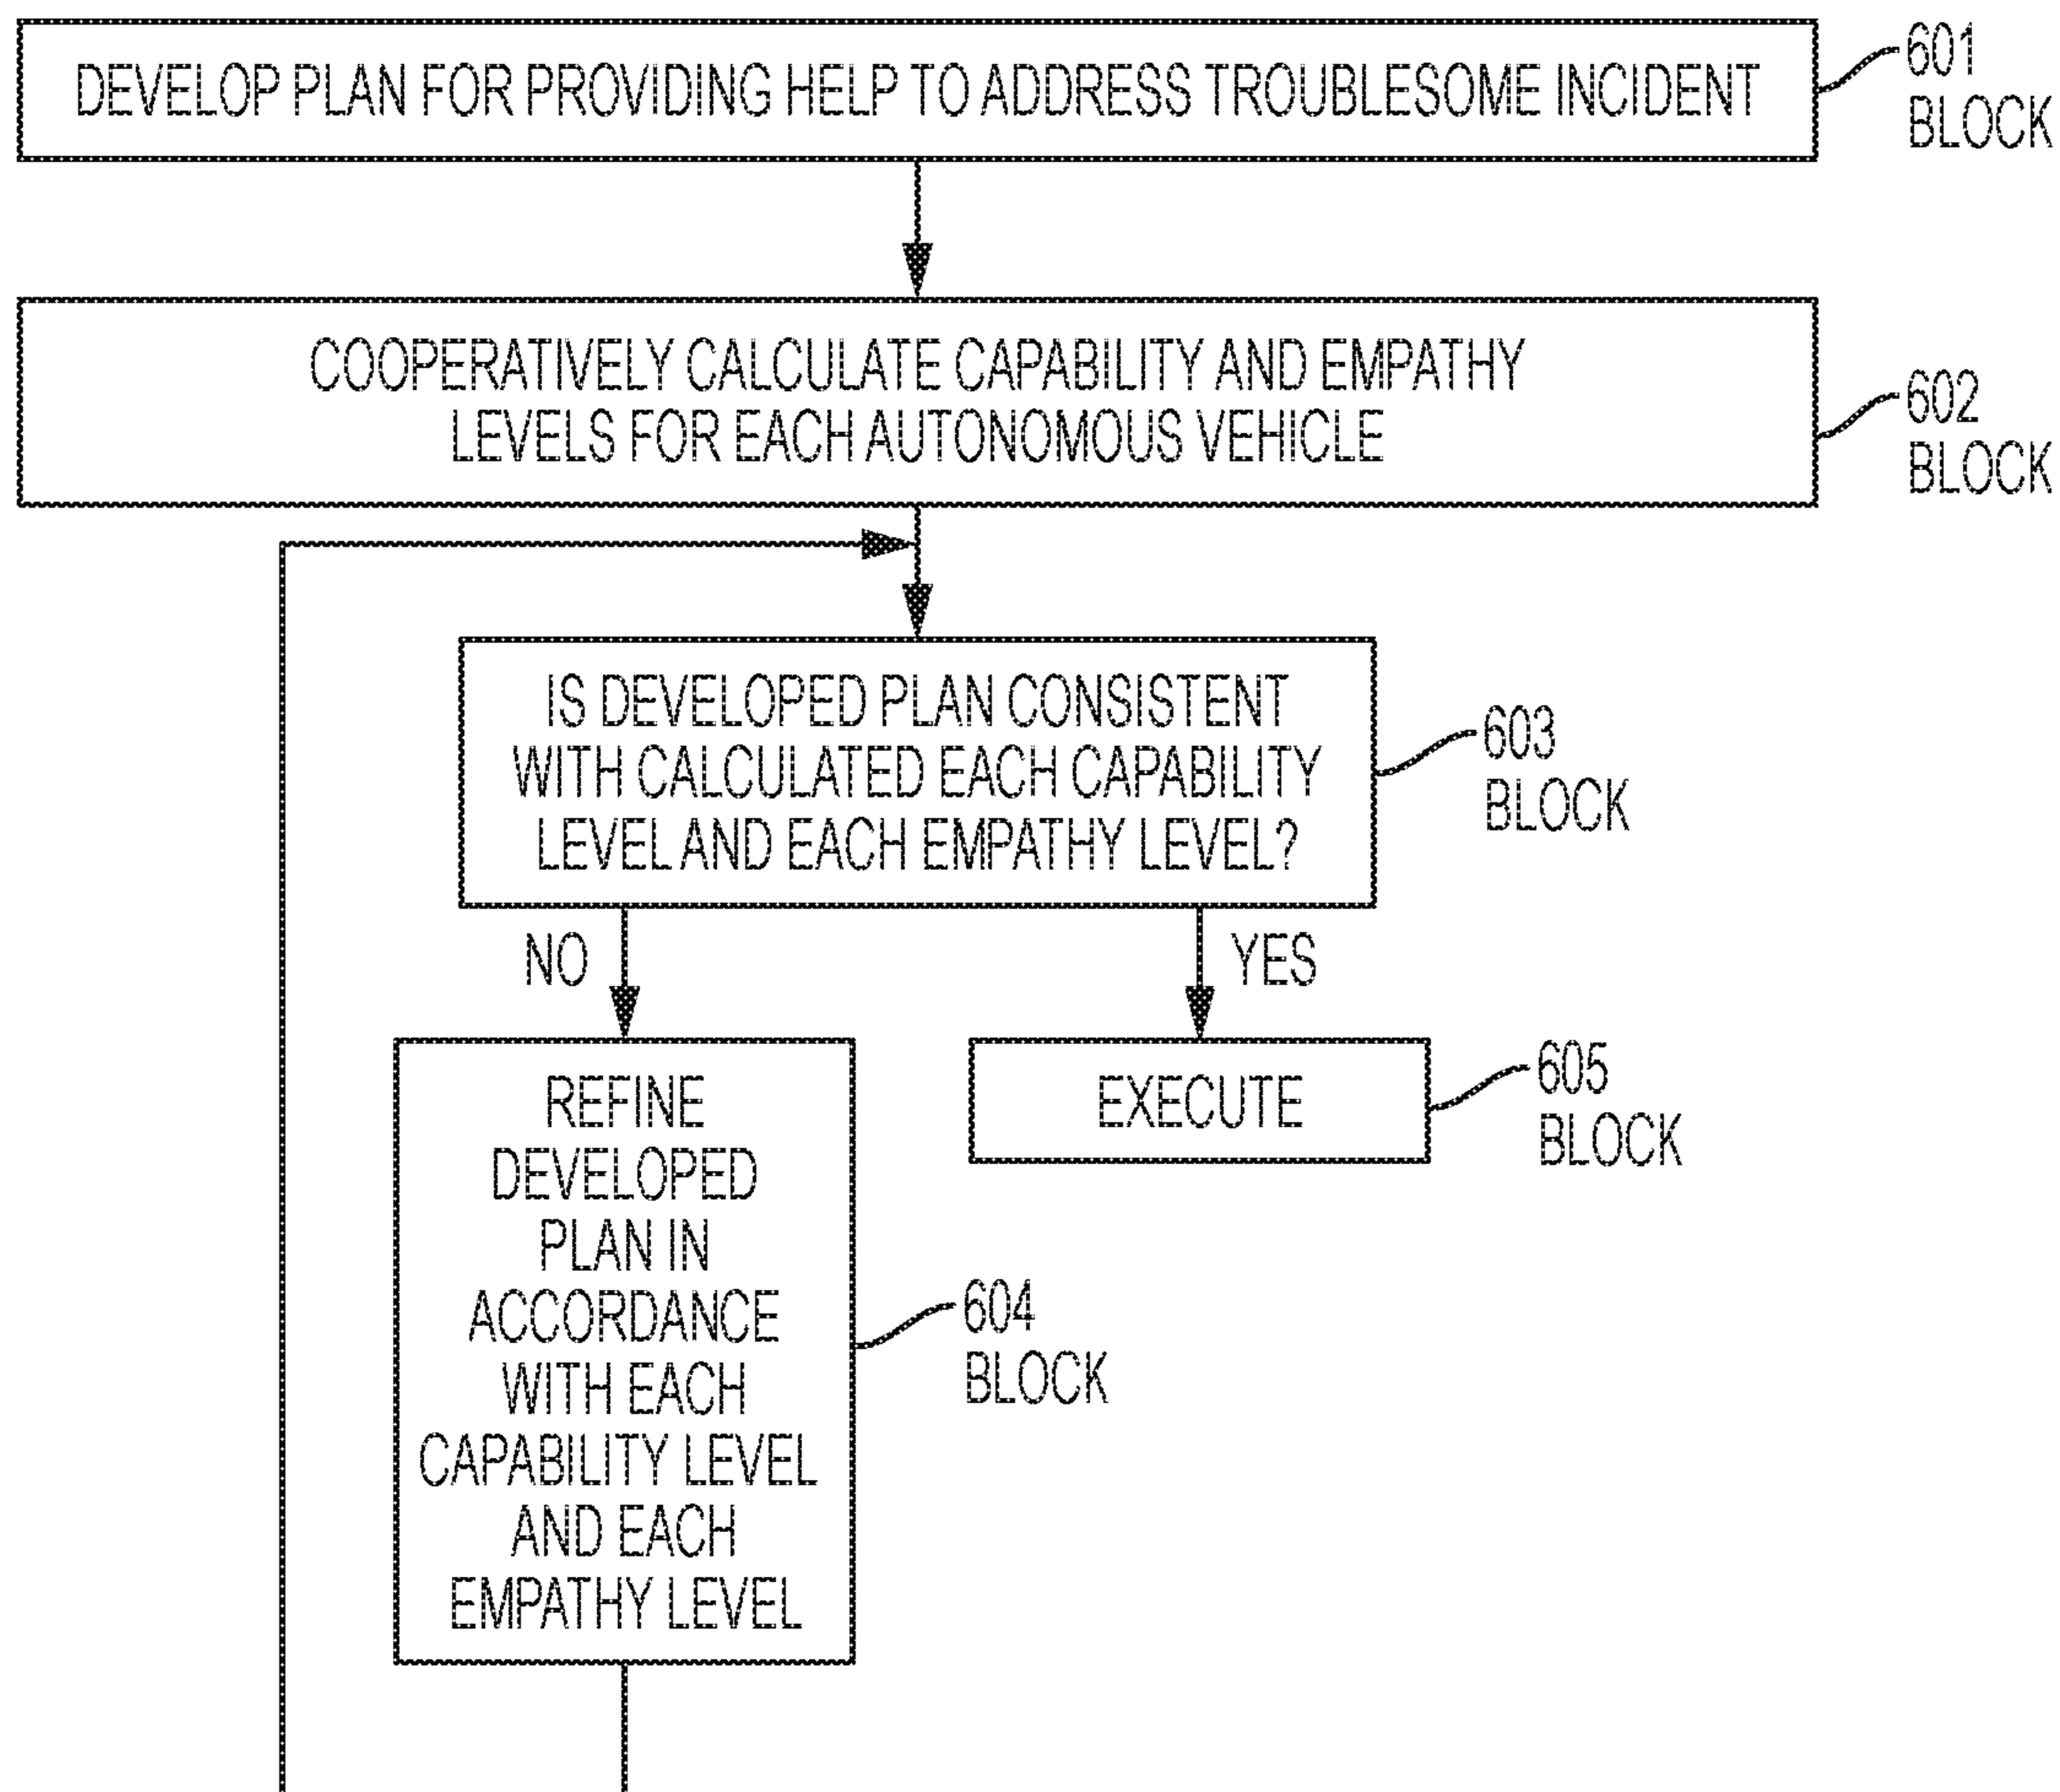 DEVELOP PLAN FOR PROVIDING HELP TO ADDRESS TROUBLESOME INCIDENT
601
BLOCK
COOPERATIVELY CALCULATE CAPABILITY AND EMPATHY
LEVELS FOR EACH AUTONOMOUS VEHICLE
602
BLOCK
IS DEVELOPED PLAN CONSISTENT
WITH CALCULATED EACH CAPABILITY
LEVEL AND EACH EMPATHY LEVEL?
603
BLOCK
NO
YES
REFINE
DEVELOPED
PLAN IN
ACCORDANCE
WITH EACH
CAPABILITY LEVEL
AND EACH
EMPATHY LEVEL
604
BLOCK
EXECUTE
605
BLOCK